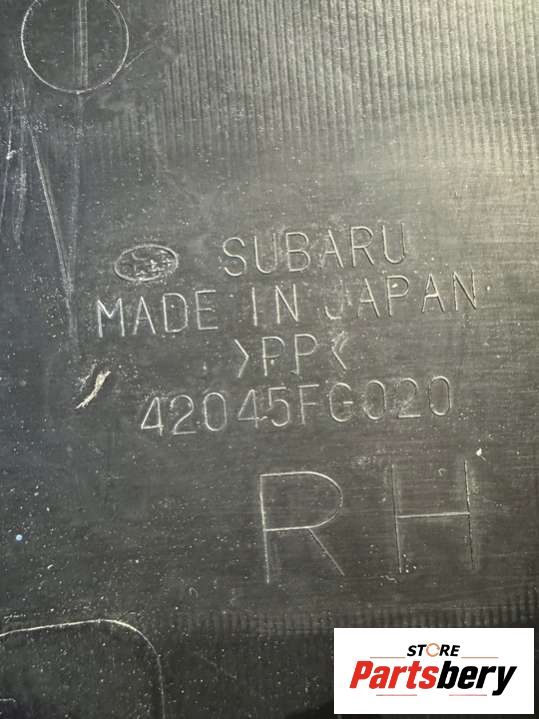 SUBARU
MADE IN JAPAN
>PP<
42045FG020
RH
STORE
Partsbery